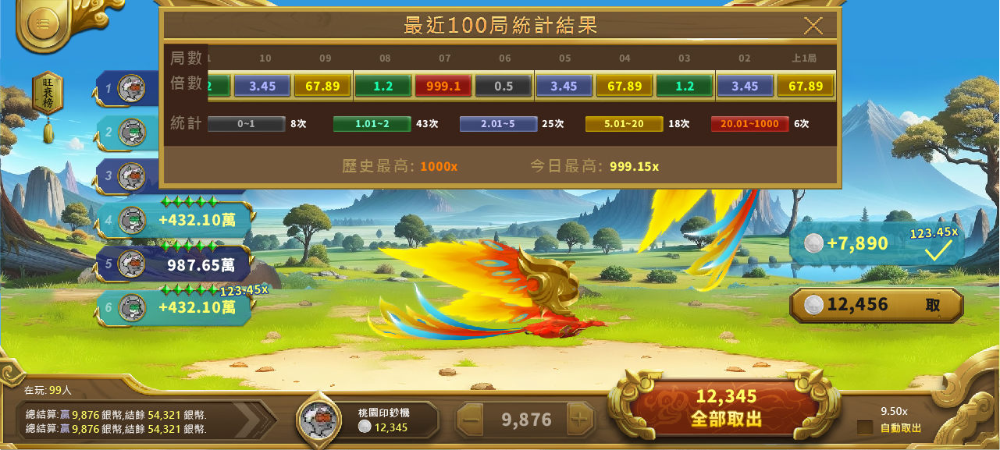 最近100局統計結果
局數 10 09 08 07 06 05 04 03 02 上1局
倍數 3.45 67.89 1.2 999.1 0.5 3.45 67.89 1.2 3.45 67.89
統計 0~1 8次 1.01~2 43次 2.01~5 25次 5.01~20 18次 20.01~1000 6次
歷史最高: 1000x 今日最高: 999.15x
旺衰榜
1
2
3
4 +432.10萬
5 987.65萬
123.45x
6 +432.10萬
123.45x
+7,890
12,456 取
在玩: 99人
總結算: 贏 9,876 銀幣, 結餘 54,321 銀幣.
總結算: 贏 9,876 銀幣, 結餘 54,321 銀幣.
桃園印鈔機
12,345
9,876
12,345
全部取出
9.50x
自動取出